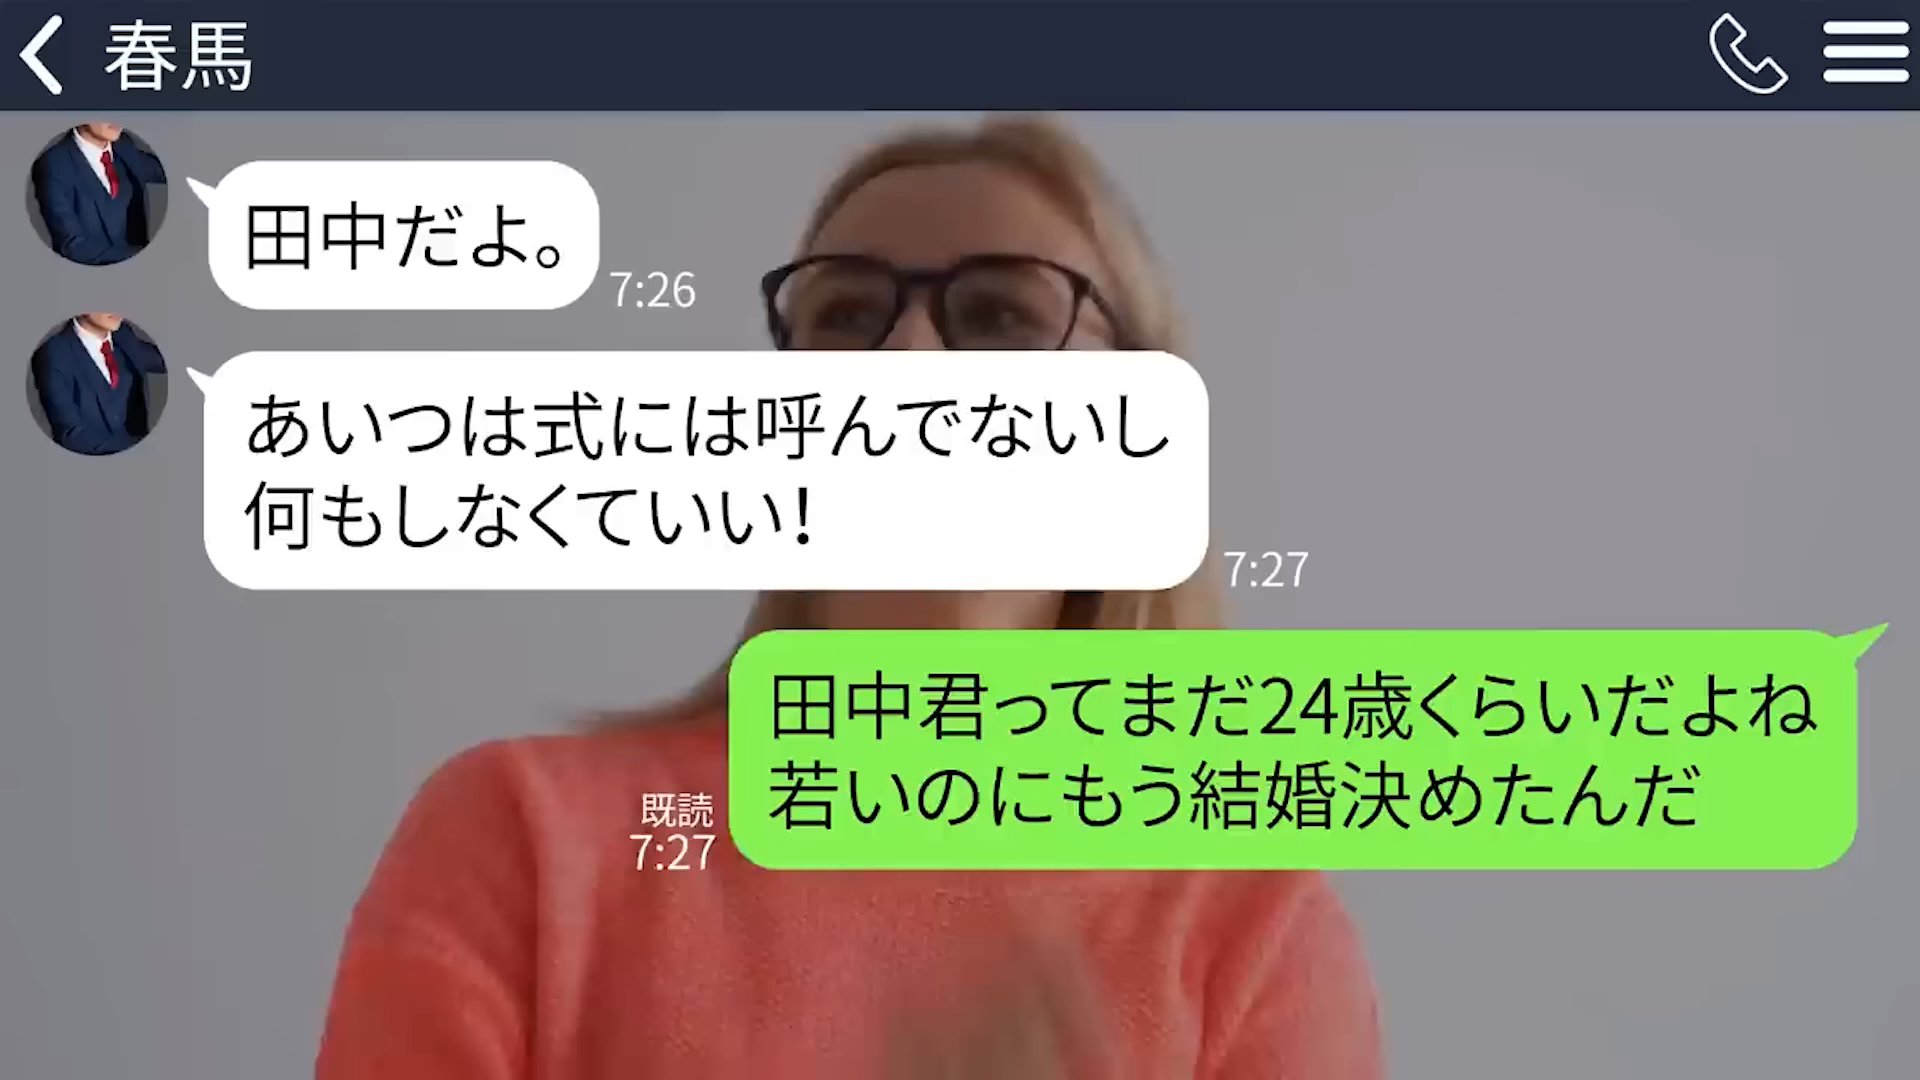 春馬
田中だよ。
7:26
あいつは式には呼んでないし
何もしなくていい！
7:27
田中君ってまだ24歳くらいだよね
若いのにもう結婚決めたんだ
既読
7:27